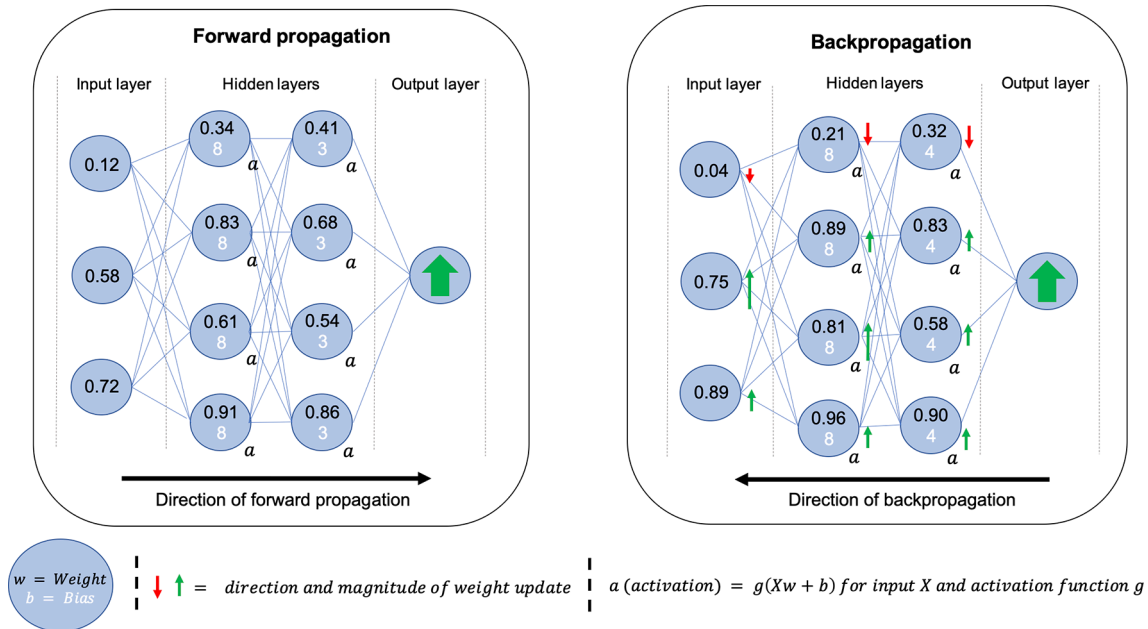 Forward propagation
Input layer
Hidden layers
Output layer
0.12
0.58
0.72
0.34
8
a
0.83
8
a
0.61
8
a
0.91
8
a
0.41
3
a
0.68
3
a
0.54
3
a
0.86
3
a
Direction of forward propagation
Backpropagation
Input layer
Hidden layers
Output layer
0.04
0.75
0.89
0.21
8
a
0.89
8
a
0.81
8
a
0.96
8
a
0.32
4
a
0.83
4
a
0.58
4
a
0.90
4
a
Direction of backpropagation
w = Weight
b = Bias
= direction and magnitude of weight update
a (activation) = g(Xw + b) for input X and activation function g